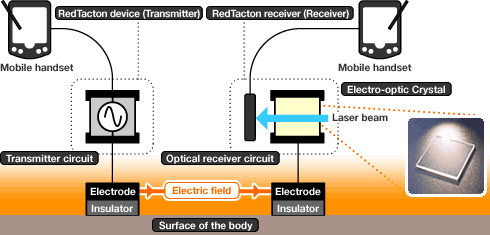 RedTacton device (Transmitter)
RedTacton receiver (Receiver)
Mobile handset
Mobile handset
Electro-optic Crystal
Laser beam
Transmitter circuit
Optical receiver circuit
Electrode
Electric field
Electrode
Insulator
Insulator
Surface of the body